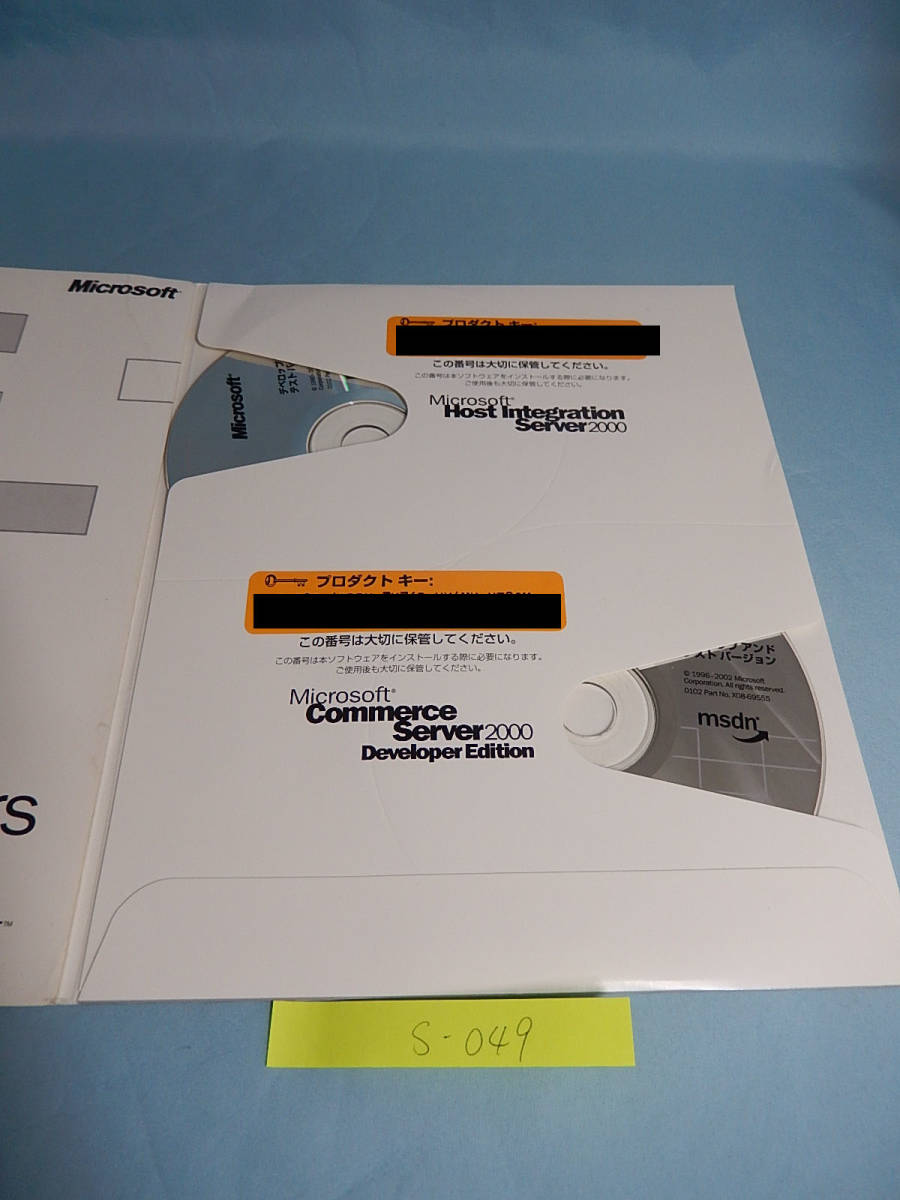 Microsoft
プロダクト キー:
この番号は大切に保管してください。
この番号は本ソフトウェアをインストールする際に必要になります。
ご使用後も大切に保管してください。
Microsoft®
Host Integration
Server 2000
Microsoft®
プロダクト キー:
この番号は大切に保管してください。
この番号は本ソフトウェアをインストールする際に必要になります。
ご使用後も大切に保管してください。
Microsoft®
Commerce
Server 2000
Developer Edition
アンド
スト バージョン
© 1996-2002 Microsoft
Corporation. All rights reserved.
0102 Part No. X08-69555
msdn®
rs
TM
S-049